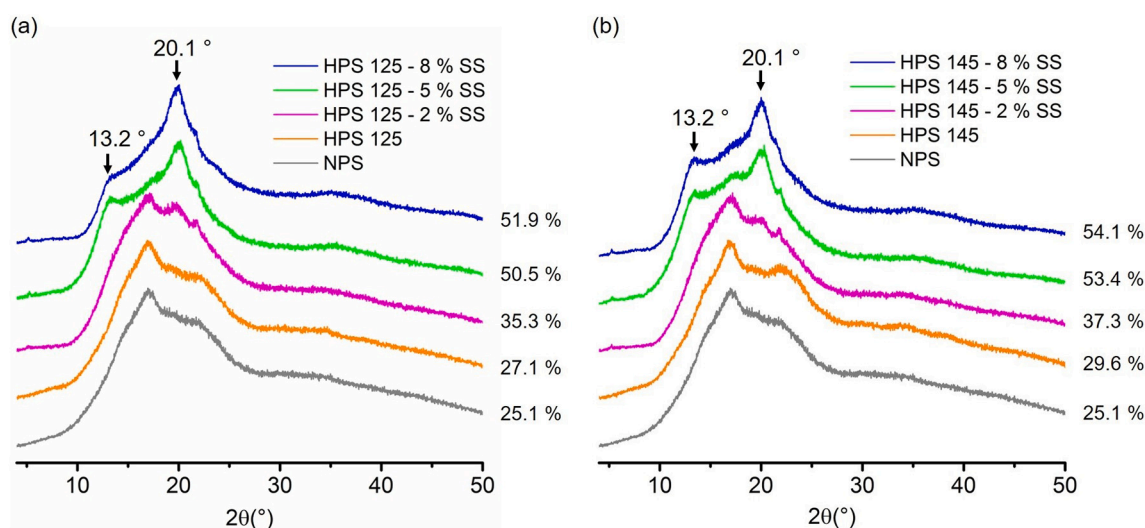 (a)
20.1 °
13.2 °
HPS 125 - 8 % SS
HPS 125 - 5 % SS
HPS 125 - 2 % SS
HPS 125
NPS
51.9 %
50.5 %
35.3 %
27.1 %
25.1 %
10 20 30 40 50
2θ(°)
(b)
20.1 °
13.2 °
HPS 145 - 8 % SS
HPS 145 - 5 % SS
HPS 145 - 2 % SS
HPS 145
NPS
54.1 %
53.4 %
37.3 %
29.6 %
25.1 %
10 20 30 40 50
2θ(°)